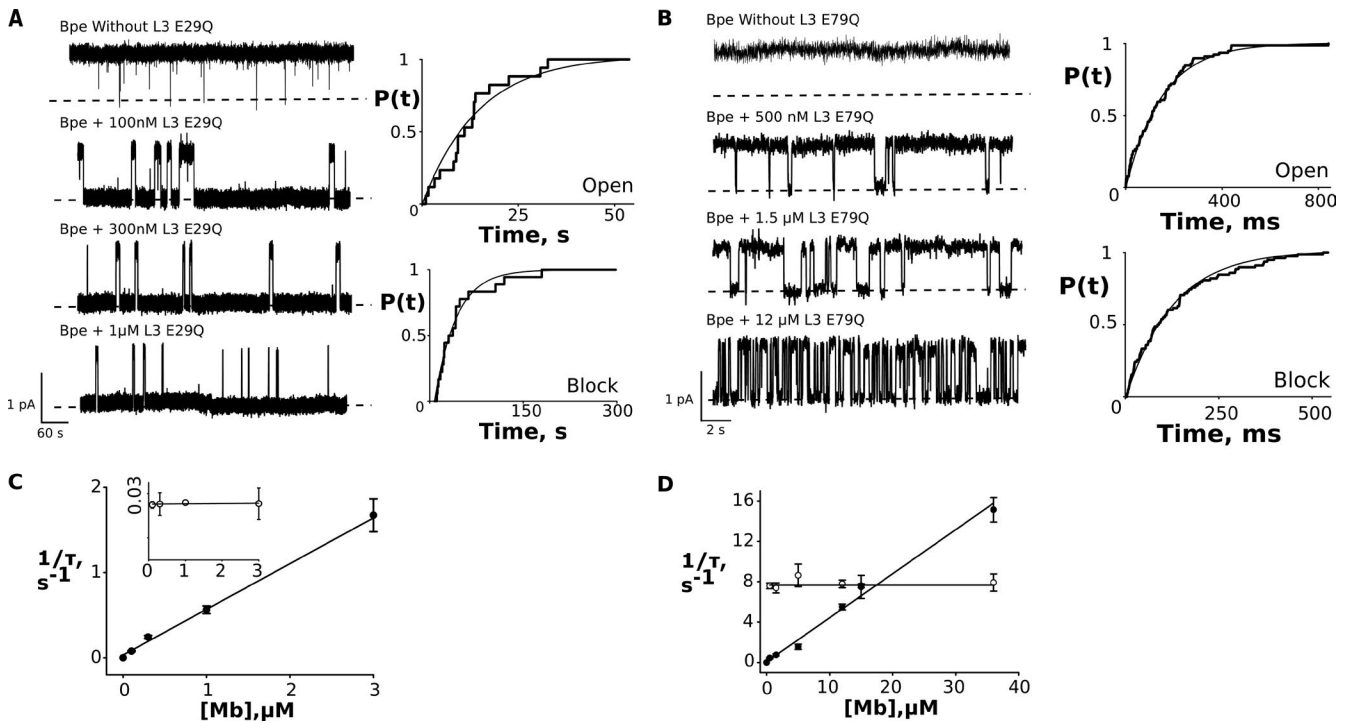 A
Bpe Without L3 E29Q
Bpe + 100nM L3 E29Q
Bpe + 300nM L3 E29Q
Bpe + 1µM L3 E29Q
1 pA
60 s
1
P(t)
0.5
Open
0
25
50
Time, s
1
P(t)
0.5
Block
0
150
300
Time, s
B
Bpe Without L3 E79Q
Bpe + 500 nM L3 E79Q
Bpe + 1.5 µM L3 E79Q
Bpe + 12 µM L3 E79Q
1 pA
2 s
1
P(t)
0.5
Open
0
400
800
Time, ms
1
P(t)
0.5
Block
0
250
500
Time, ms
C
2
1
0
1/τ,
s-1
0.03
0 1 3
0 1 2 3
[Mb],µM
D
16
12
8
4
0
1/τ,
s-1
0 10 20 30 40
[Mb],µM